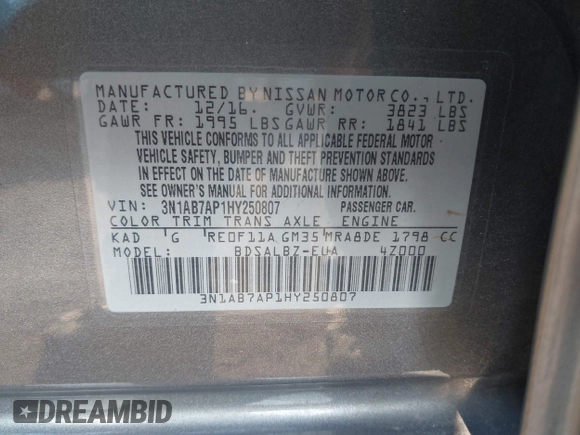 MANUFACTURED BY NISSAN MOTOR CO., LTD.
DATE: 12/16. GVWR: 3823 LBS
GAWR FR: 1995 LBS GAWR RR: 1841 LBS
THIS VEHICLE CONFORMS TO ALL APPLICABLE FEDERAL MOTOR
VEHICLE SAFETY, BUMPER AND THEFT PREVENTION STANDARDS
IN EFFECT ON THE DATE OF MANUFACTURE SHOWN ABOVE.
SEE OWNER'S MANUAL FOR ADDITIONAL INFORMATION.
VIN: 3N1AB7AP1HY250807 PASSENGER CAR.
COLOR TRIM TRANS AXLE ENGINE
KAD G RE0F11A GM35 MRA8DE 1798 CC
MODEL: BDSALBZ-EUA 4Z000
3N1AB7AP1HY250807
DREAMBID